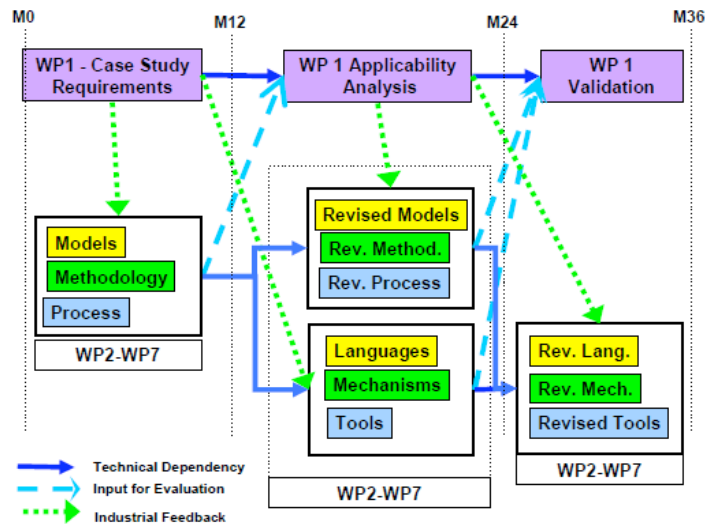 M0
M12
M24
M36
WP1 - Case Study
Requirements
WP 1 Applicability
Analysis
WP 1
Validation
Models
Methodology
Process
WP2-WP7
Revised Models
Rev. Method.
Rev. Process
Languages
Mechanisms
Tools
WP2-WP7
Rev. Lang.
Rev. Mech.
Revised Tools
WP2-WP7
Technical Dependency
Input for Evaluation
Industrial Feedback